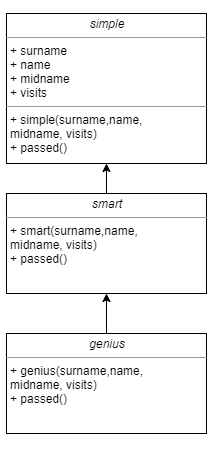 simple
+ surname
+ name
+ midname
+ visits
+ simple(surname,name,
midname, visits)
+ passed()
smart
+ smart(surname,name,
midname, visits)
+ passed()
genius
+ genius(surname,name,
midname, visits)
+ passed()